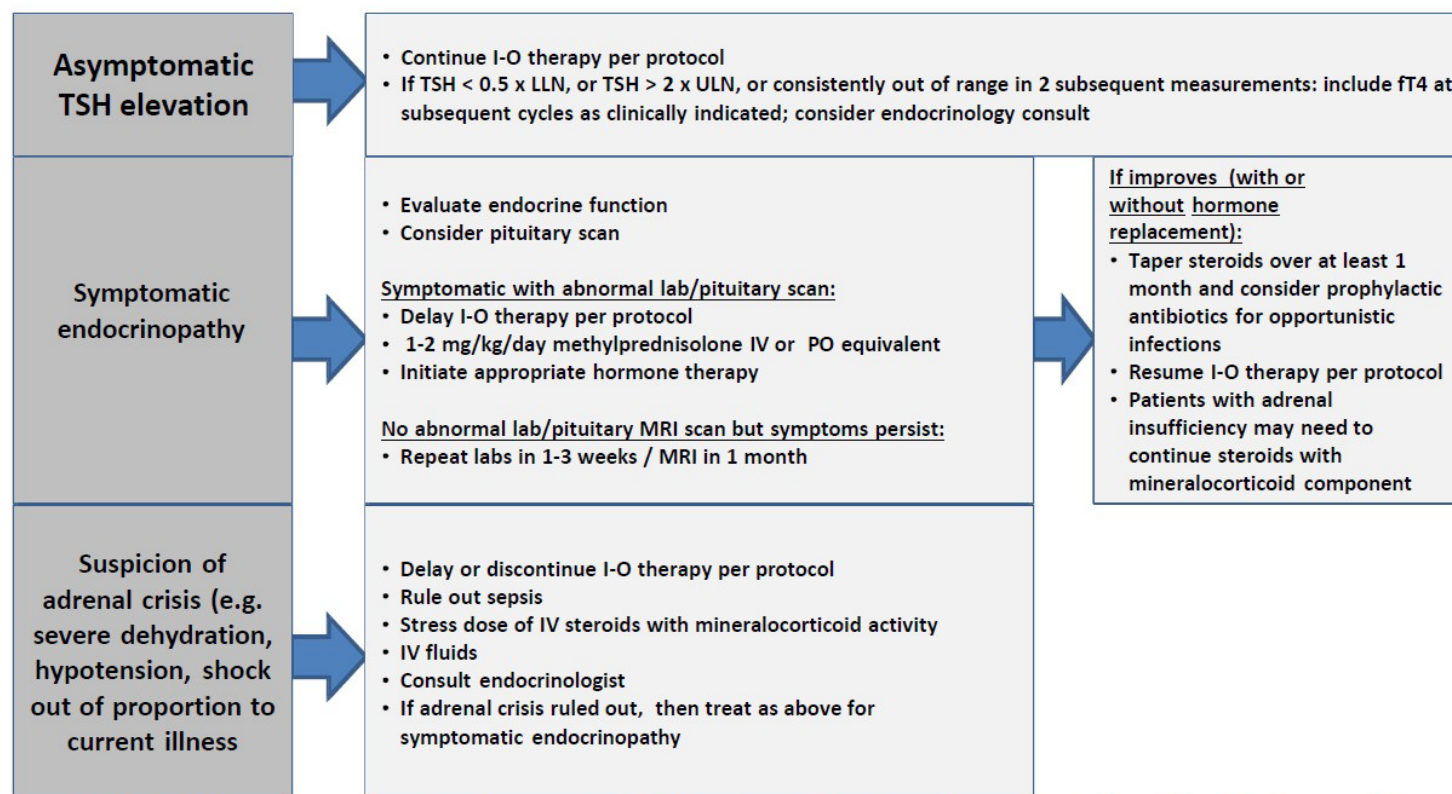 Asymptomatic
TSH elevation
• Continue I-O therapy per protocol
• If TSH < 0.5 x LLN, or TSH > 2 x ULN, or consistently out of range in 2 subsequent measurements: include fT4 at
subsequent cycles as clinically indicated; consider endocrinology consult
Symptomatic
endocrinopathy
• Evaluate endocrine function
• Consider pituitary scan
Symptomatic with abnormal lab/pituitary scan:
• Delay I-O therapy per protocol
• 1-2 mg/kg/day methylprednisolone IV or PO equivalent
• Initiate appropriate hormone therapy
No abnormal lab/pituitary MRI scan but symptoms persist:
• Repeat labs in 1-3 weeks / MRI in 1 month
If improves (with or
without hormone
replacement):
• Taper steroids over at least 1
month and consider prophylactic
antibiotics for opportunistic
infections
• Resume I-O therapy per protocol
• Patients with adrenal
insufficiency may need to
continue steroids with
mineralocorticoid component
Suspicion of
adrenal crisis (e.g.
severe dehydration,
hypotension, shock
out of proportion to
current illness
• Delay or discontinue I-O therapy per protocol
• Rule out sepsis
• Stress dose of IV steroids with mineralocorticoid activity
• IV fluids
• Consult endocrinologist
• If adrenal crisis ruled out, then treat as above for
symptomatic endocrinopathy